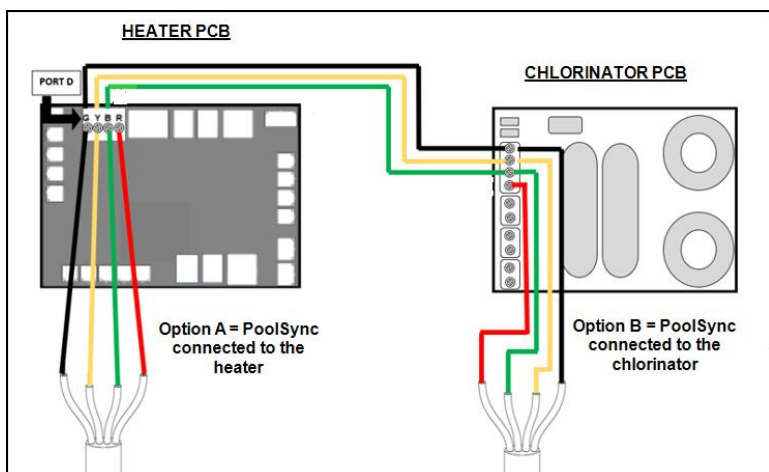 HEATER PCB
CHLORINATOR PCB
PORT D
G Y B R
Option A = PoolSync
connected to the
heater
Option B = PoolSync
connected to the
chlorinator